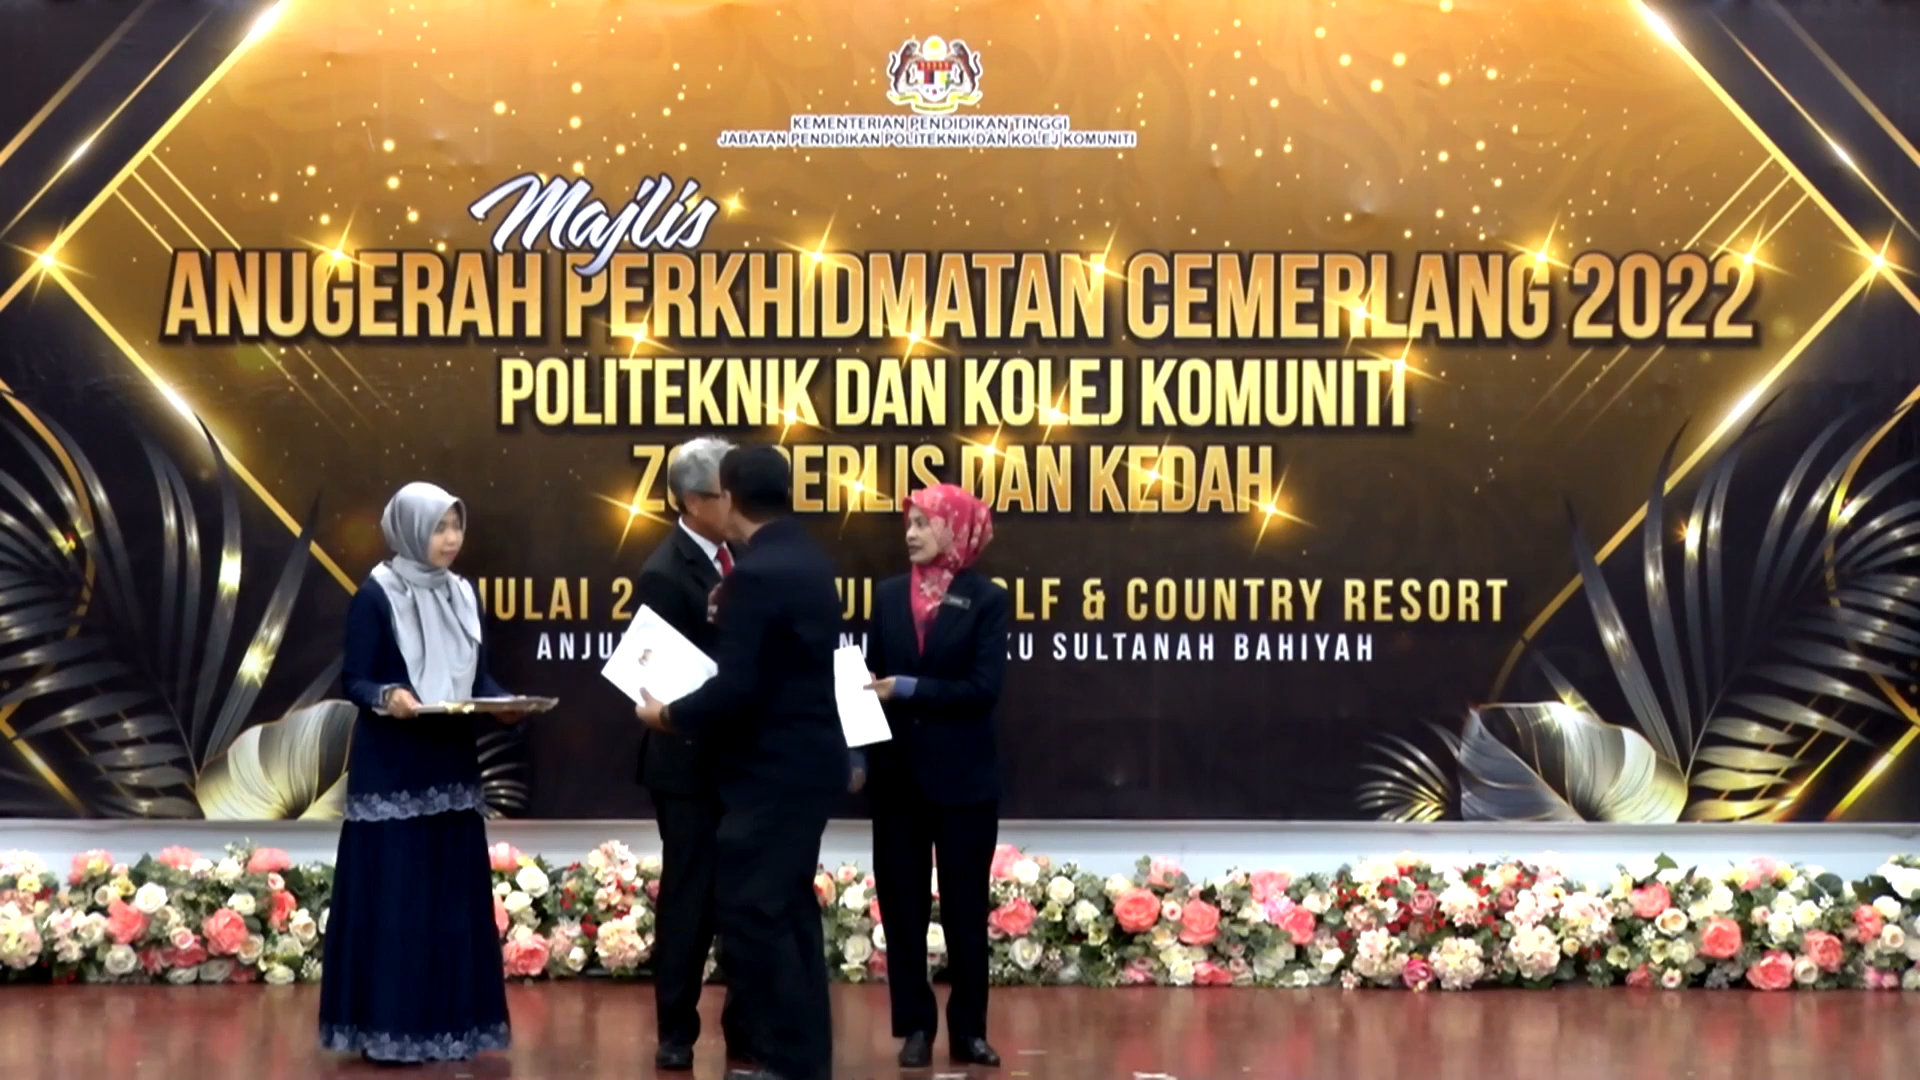 KEMENTERIAN PENDIDIKAN TINGGI
JABATAN PENDIDIKAN POLITEKNIK DAN KOLEJ KOMUNITI
Majlis
ANUGERAH PERKHIDMATAN CEMERLANG 2022
POLITEKNIK DAN KOLEJ KOMUNITI
DAN KEDAH
JULAI & COUNTRY RESORT
SULTANAH BAHIYAH